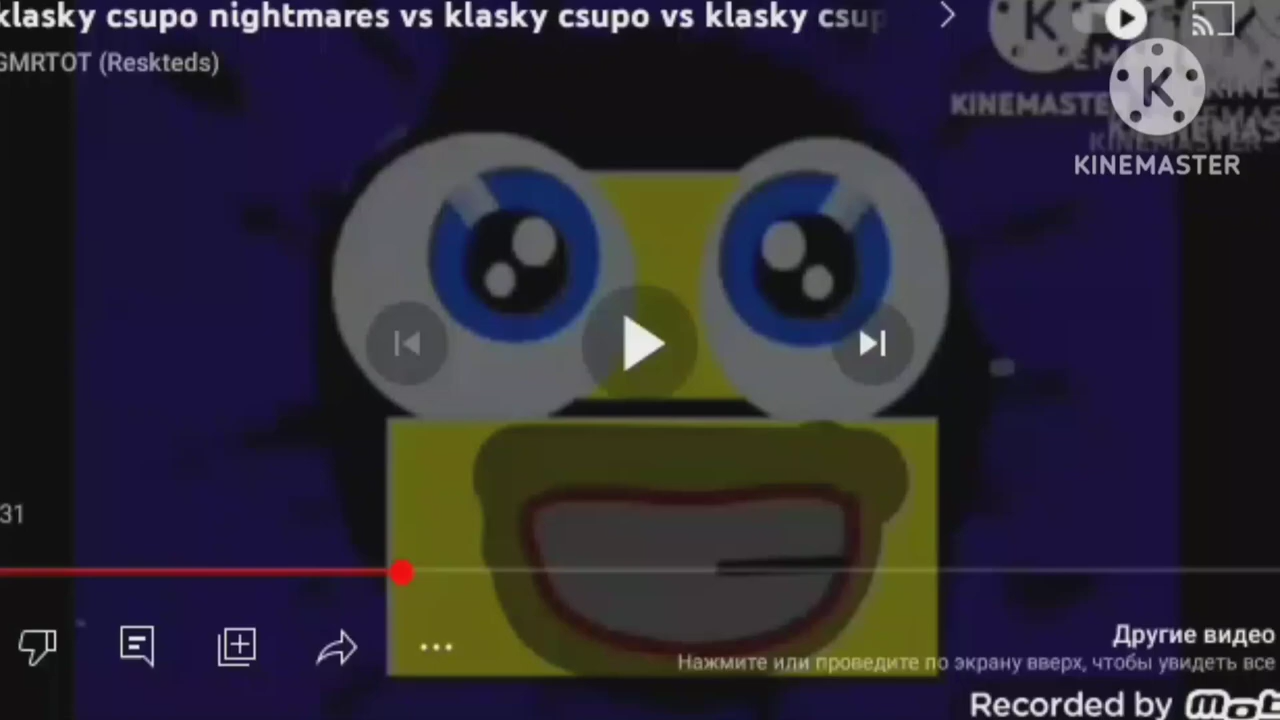 klasky csupo nightmares vs klasky csupo vs klasky csup
GMRTOT (Reskteds)
KINEMASTE
KINEMASTER
31
Другие видео
Нажмите или проведите по экрану вверх, чтобы увидеть все
Recorded by